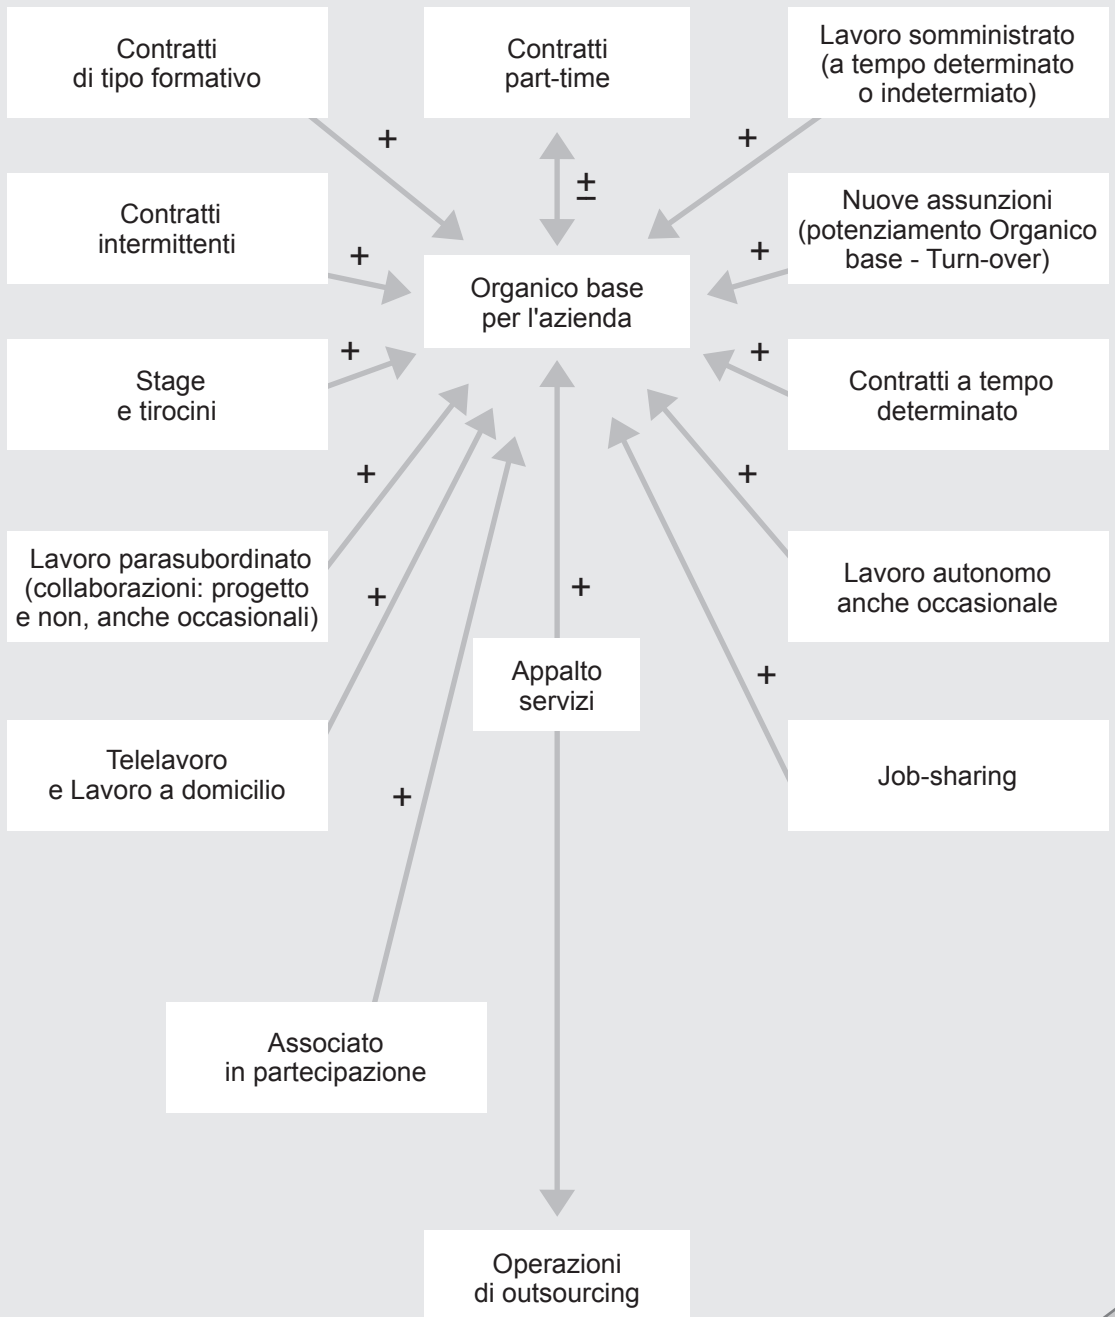 Contratti
di tipo formativo
Contratti
part-time
Lavoro somministrato
(a tempo determinato
o indetermiato)
+
+
±
Contratti
intermittenti
Nuove assunzioni
(potenziamento Organico
base - Turn-over)
+
+
Organico base
per l'azienda
Stage
e tirocini
+
+
Contratti a tempo
determinato
+
+
Lavoro parasubordinato
(collaborazioni: progetto
e non, anche occasionali)
+
+
Lavoro autonomo
anche occasionale
Appalto
servizi
+
Telelavoro
e Lavoro a domicilio
+
Job-sharing
Associato
in partecipazione
Operazioni
di outsourcing